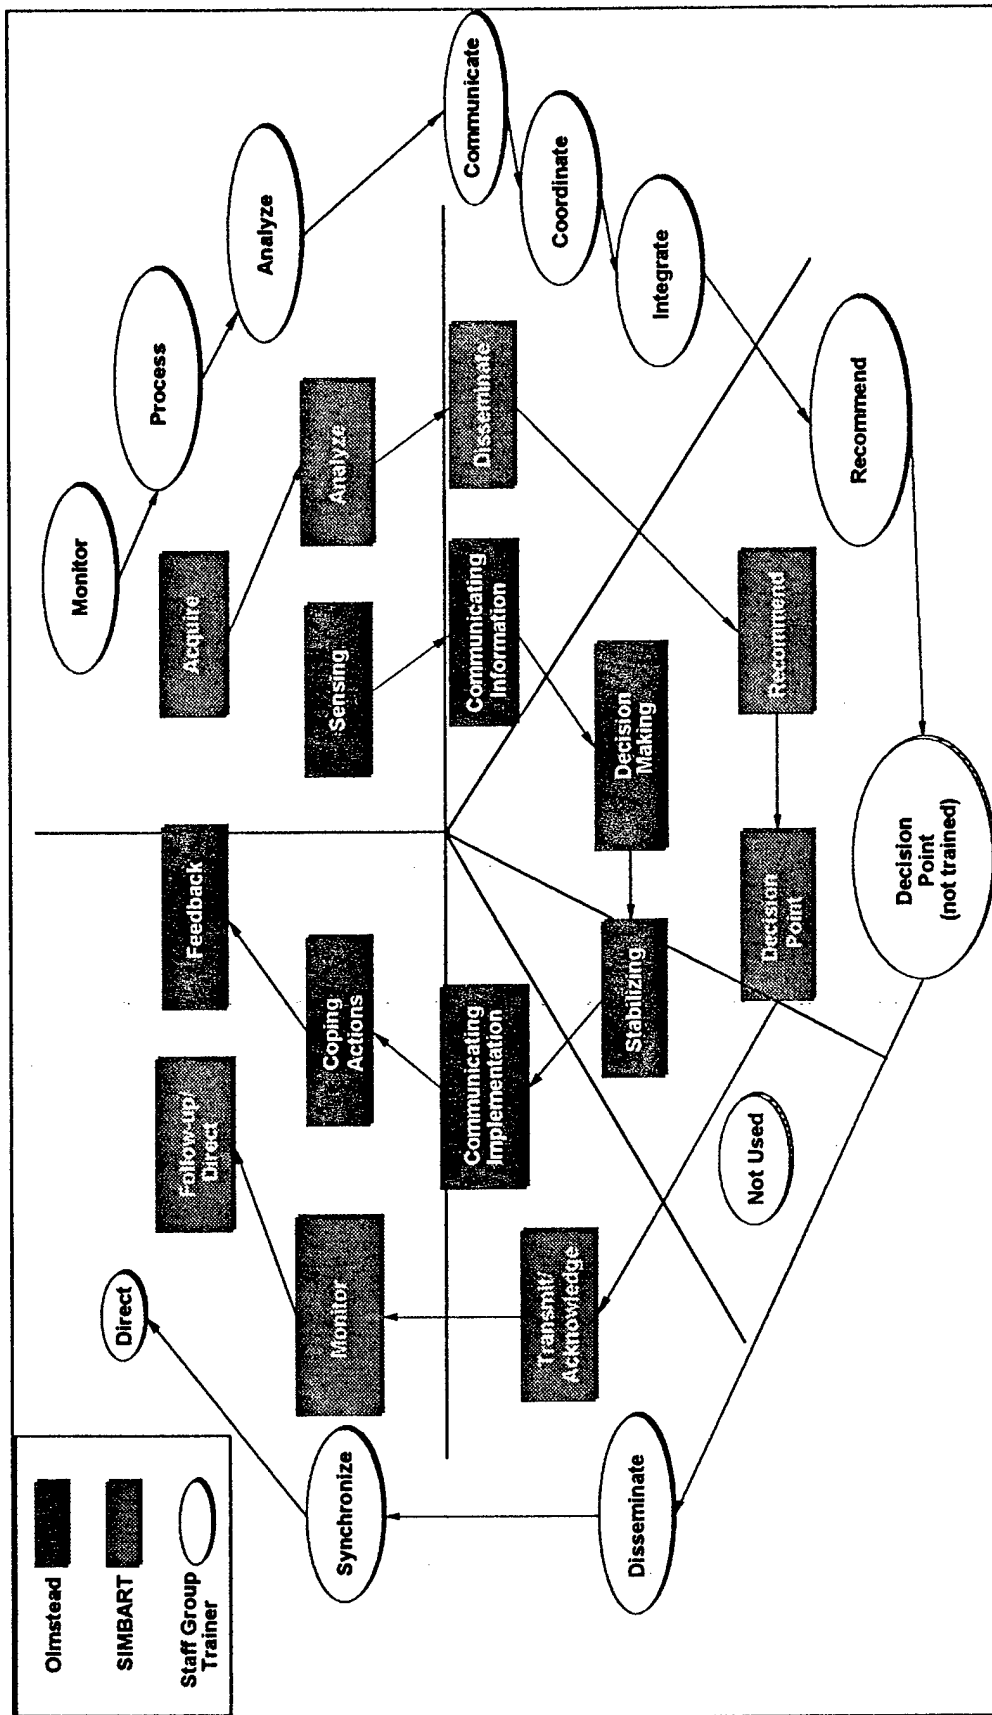 Olmstead
SIMBART
Staff Group
Trainer
Monitor
Process
Analyze
Communicate
Coordinate
Integrate
Recommend
Decision
Point
(not trained)
Not Used
Disseminate
Synchronize
Direct
Acquire
Analyze
Disseminate
Recommend
Decision
Point
Transmit/
Acknowledge
Monitor
Follow-up/
Direct
Sensing
Communicating
Information
Decision
Making
Stabilizing
Communicating
Implementation
Coping
Actions
Feedback